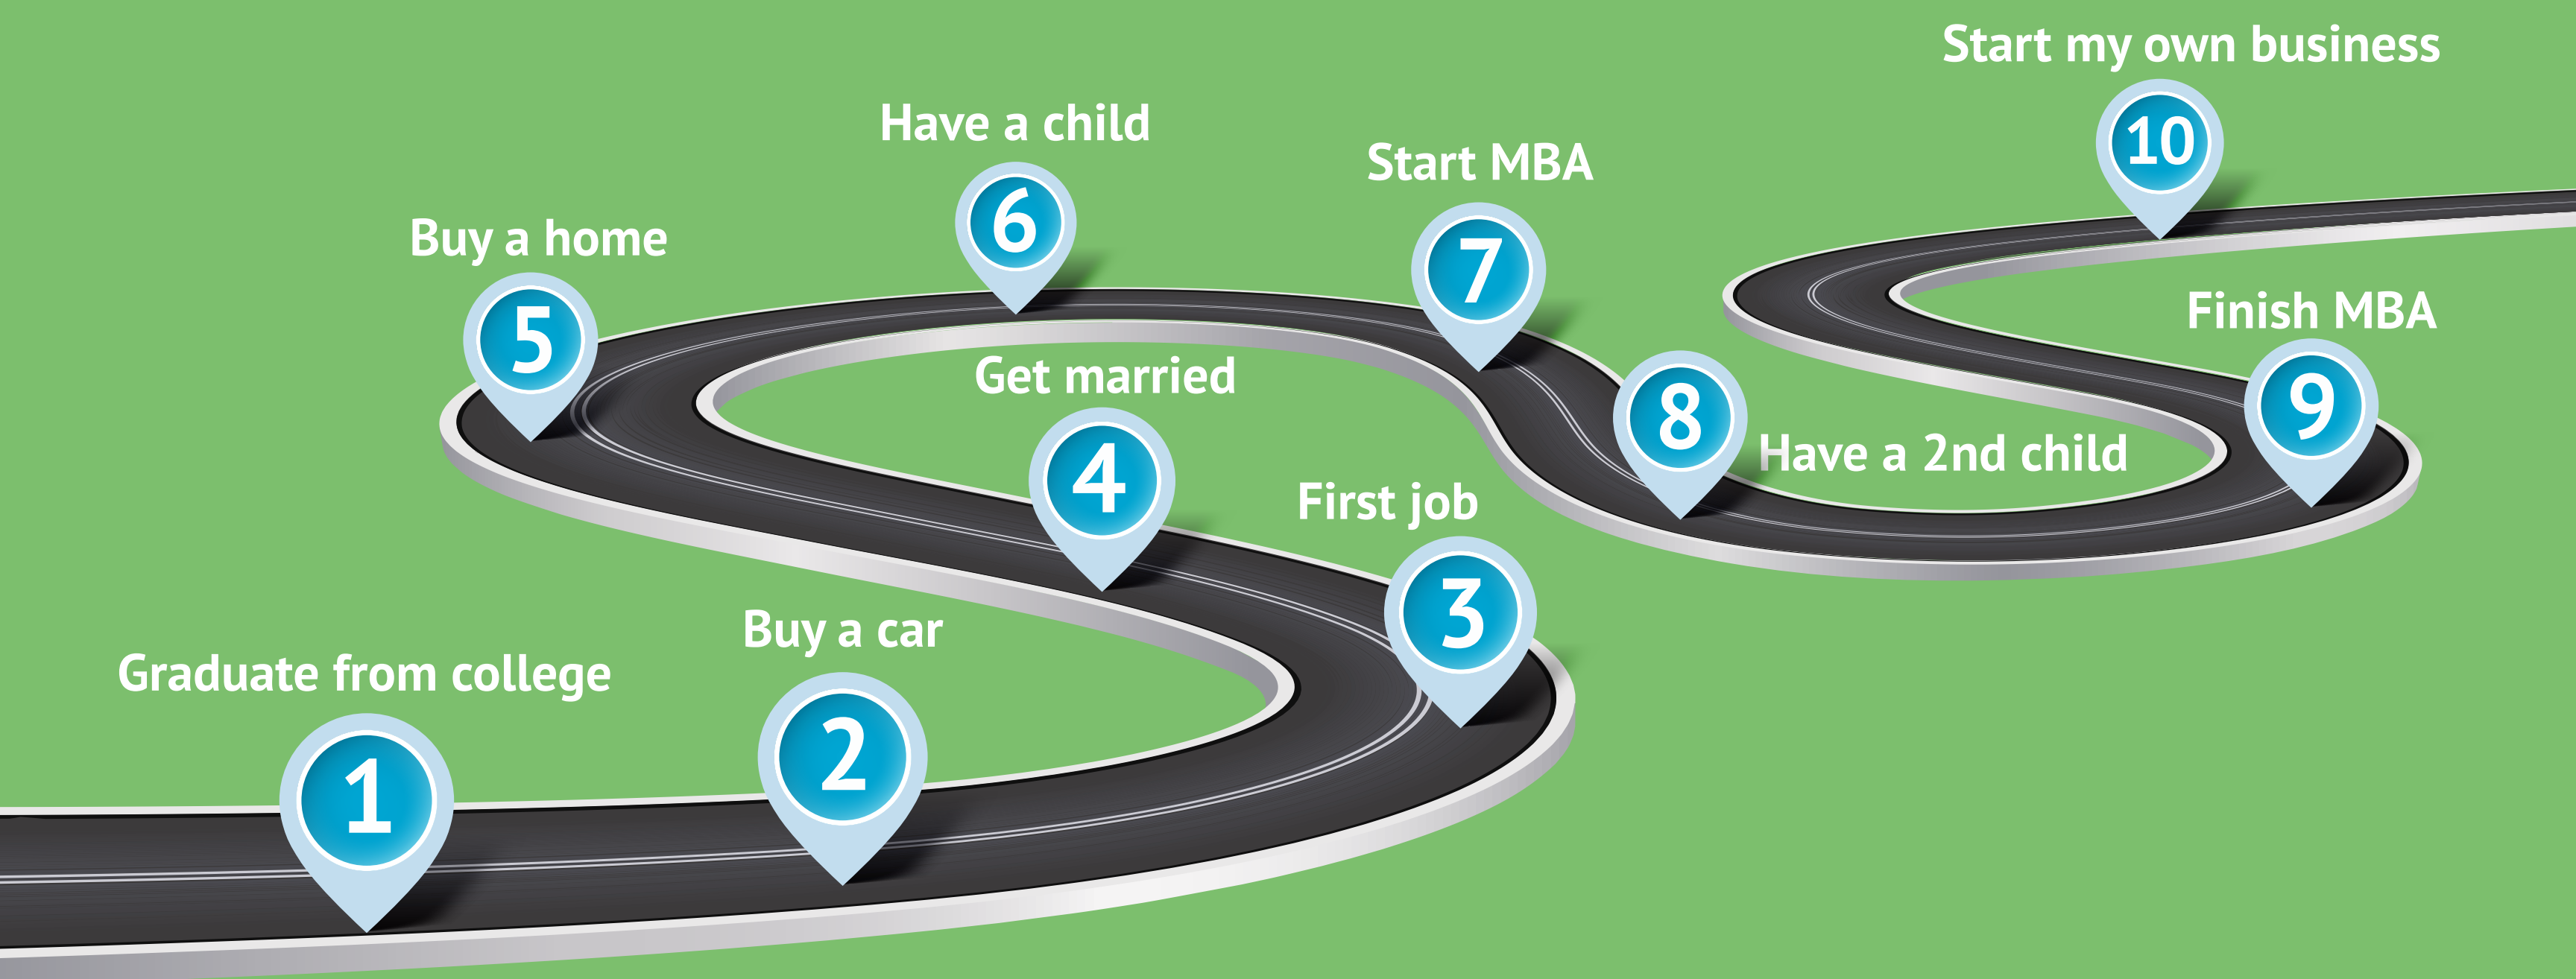 1
Graduate from college
2
Buy a car
3
First job
4
Get married
5
Buy a home
6
Have a child
7
Start MBA
8
Have a 2nd child
9
Finish MBA
10
Start my own business